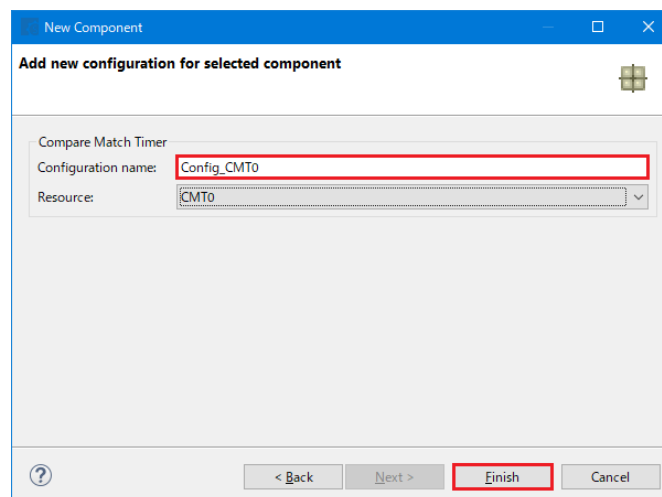 New Component
Add new configuration for selected component
Compare Match Timer
Configuration name: Config_CMT0
Resource: CMT0
? < Back Next > Finish Cancel